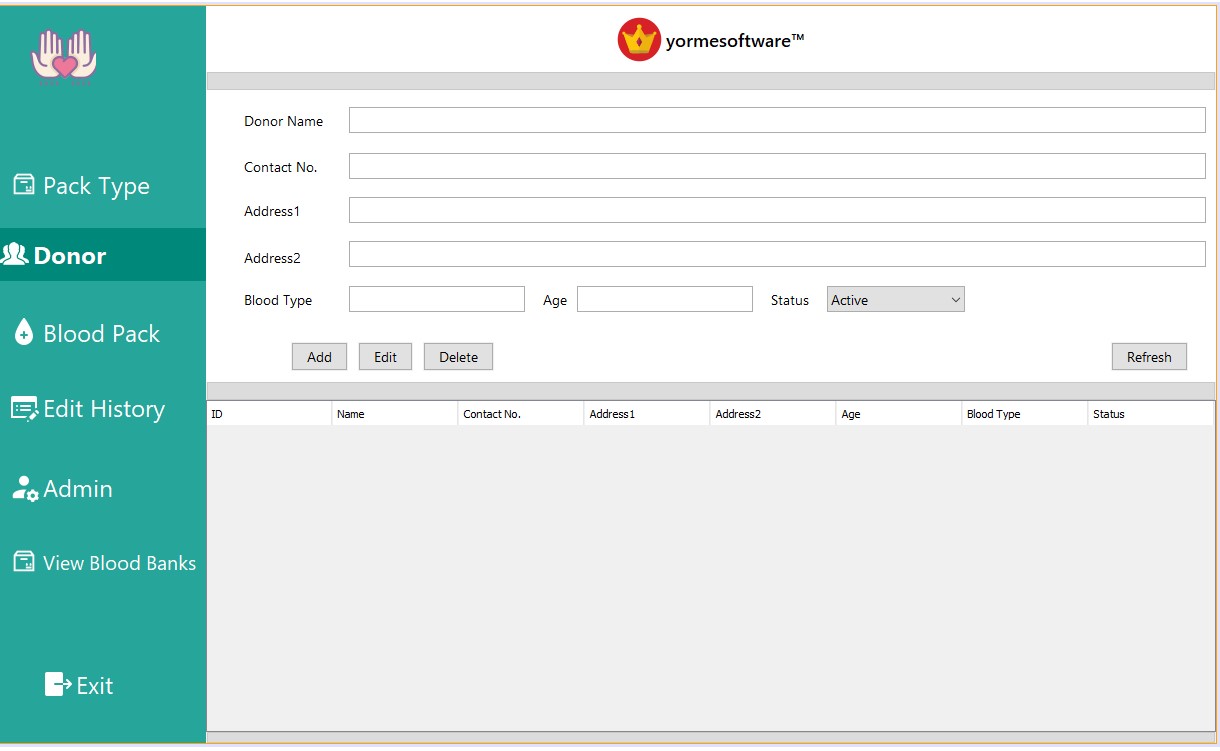 yormesoftware™
Pack Type
Donor
Blood Pack
Edit History
Admin
View Blood Banks
Exit
Donor Name
Contact No.
Address1
Address2
Blood Type Age Status Active
Add Edit Delete Refresh
ID Name Contact No. Address1 Address2 Age Blood Type Status